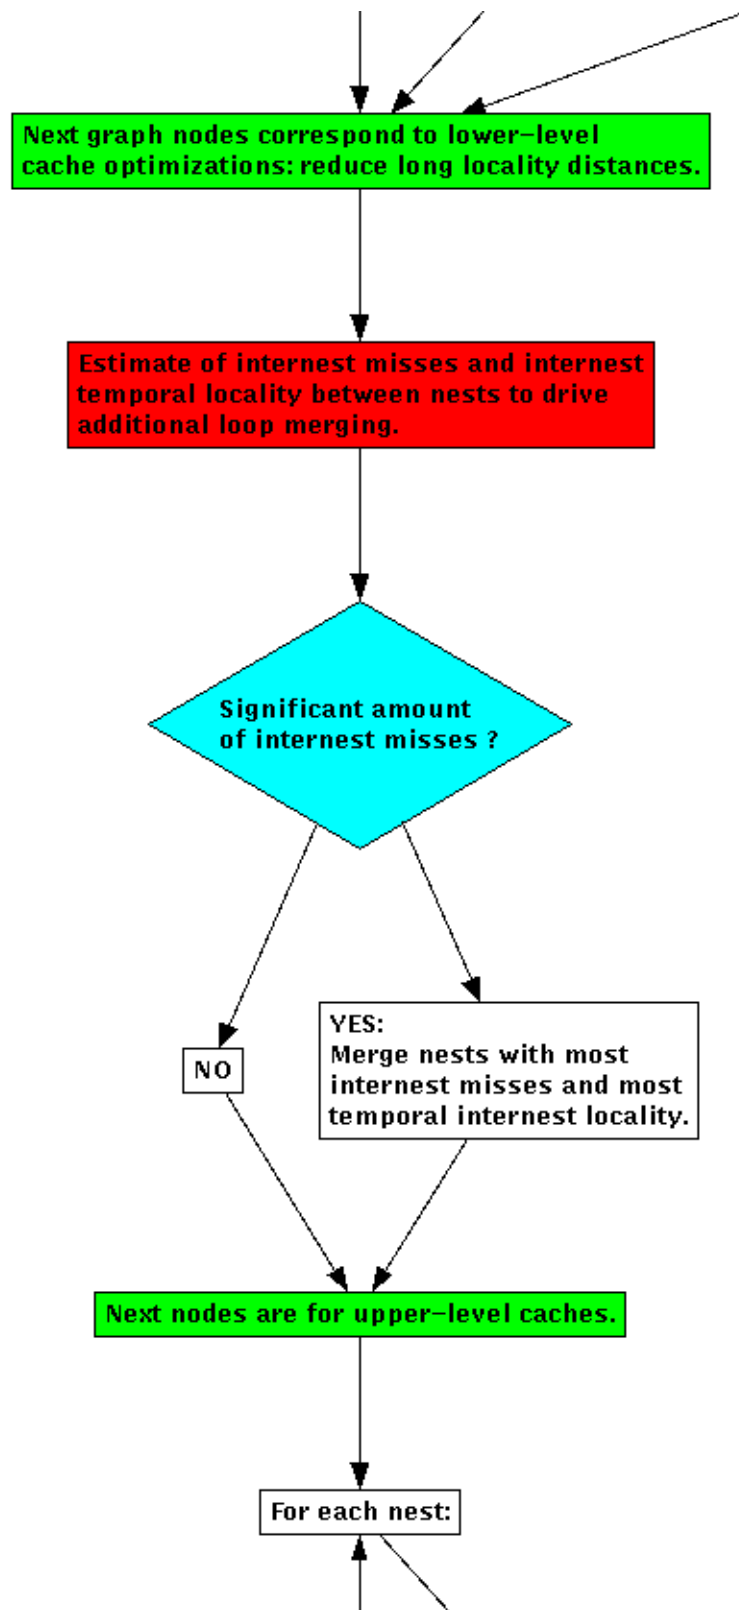 Next graph nodes correspond to lower-level
cache optimizations: reduce long locality distances.
Estimate of internest misses and internest
temporal locality between nests to drive
additional loop merging.
Significant amount
of internest misses ?
NO
YES:
Merge nests with most
internest misses and most
temporal internest locality.
Next nodes are for upper-level caches.
For each nest: